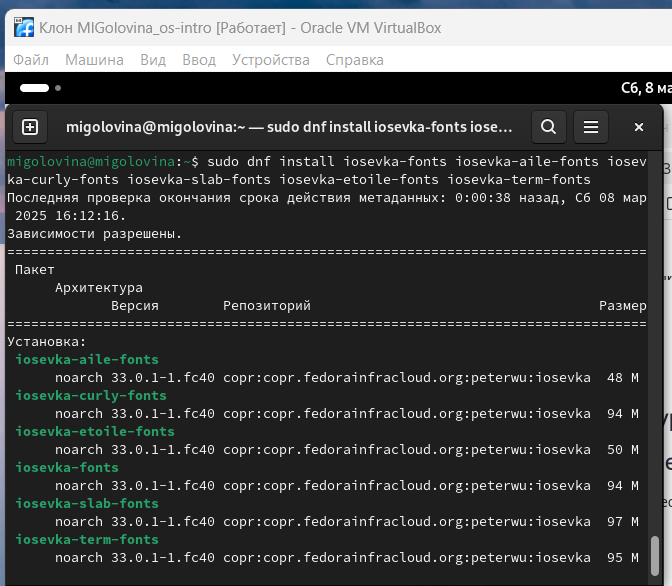 Клон MIGolovina_os-intro [Работает] - Oracle VM VirtualBox
Файл Машина Вид Ввод Устройства Справка
Сб, 8 ма
migolovina@migolovina:~ — sudo dnf install iosevka-fonts iose...
migolovina@migolovina:~$ sudo dnf install iosevka-fonts iosevka-aile-fonts iosev
ka-curly-fonts iosevka-slab-fonts iosevka-etoile-fonts iosevka-term-fonts
Последняя проверка окончания срока действия метаданных: 0:00:38 назад, Сб 08 мар
2025 16:12:16.
Зависимости разрешены.
================================================================================
Пакет
Архитектура
Версия Репозиторий Размер
================================================================================
Установка:
iosevka-aile-fonts
noarch 33.0.1-1.fc40 copr:copr.fedorainfracloud.org:peterwu:iosevka 48 M
iosevka-curly-fonts
noarch 33.0.1-1.fc40 copr:copr.fedorainfracloud.org:peterwu:iosevka 94 M
iosevka-etoile-fonts
noarch 33.0.1-1.fc40 copr:copr.fedorainfracloud.org:peterwu:iosevka 50 M
iosevka-fonts
noarch 33.0.1-1.fc40 copr:copr.fedorainfracloud.org:peterwu:iosevka 94 M
iosevka-slab-fonts
noarch 33.0.1-1.fc40 copr:copr.fedorainfracloud.org:peterwu:iosevka 97 M
iosevka-term-fonts
noarch 33.0.1-1.fc40 copr:copr.fedorainfracloud.org:peterwu:iosevka 95 M